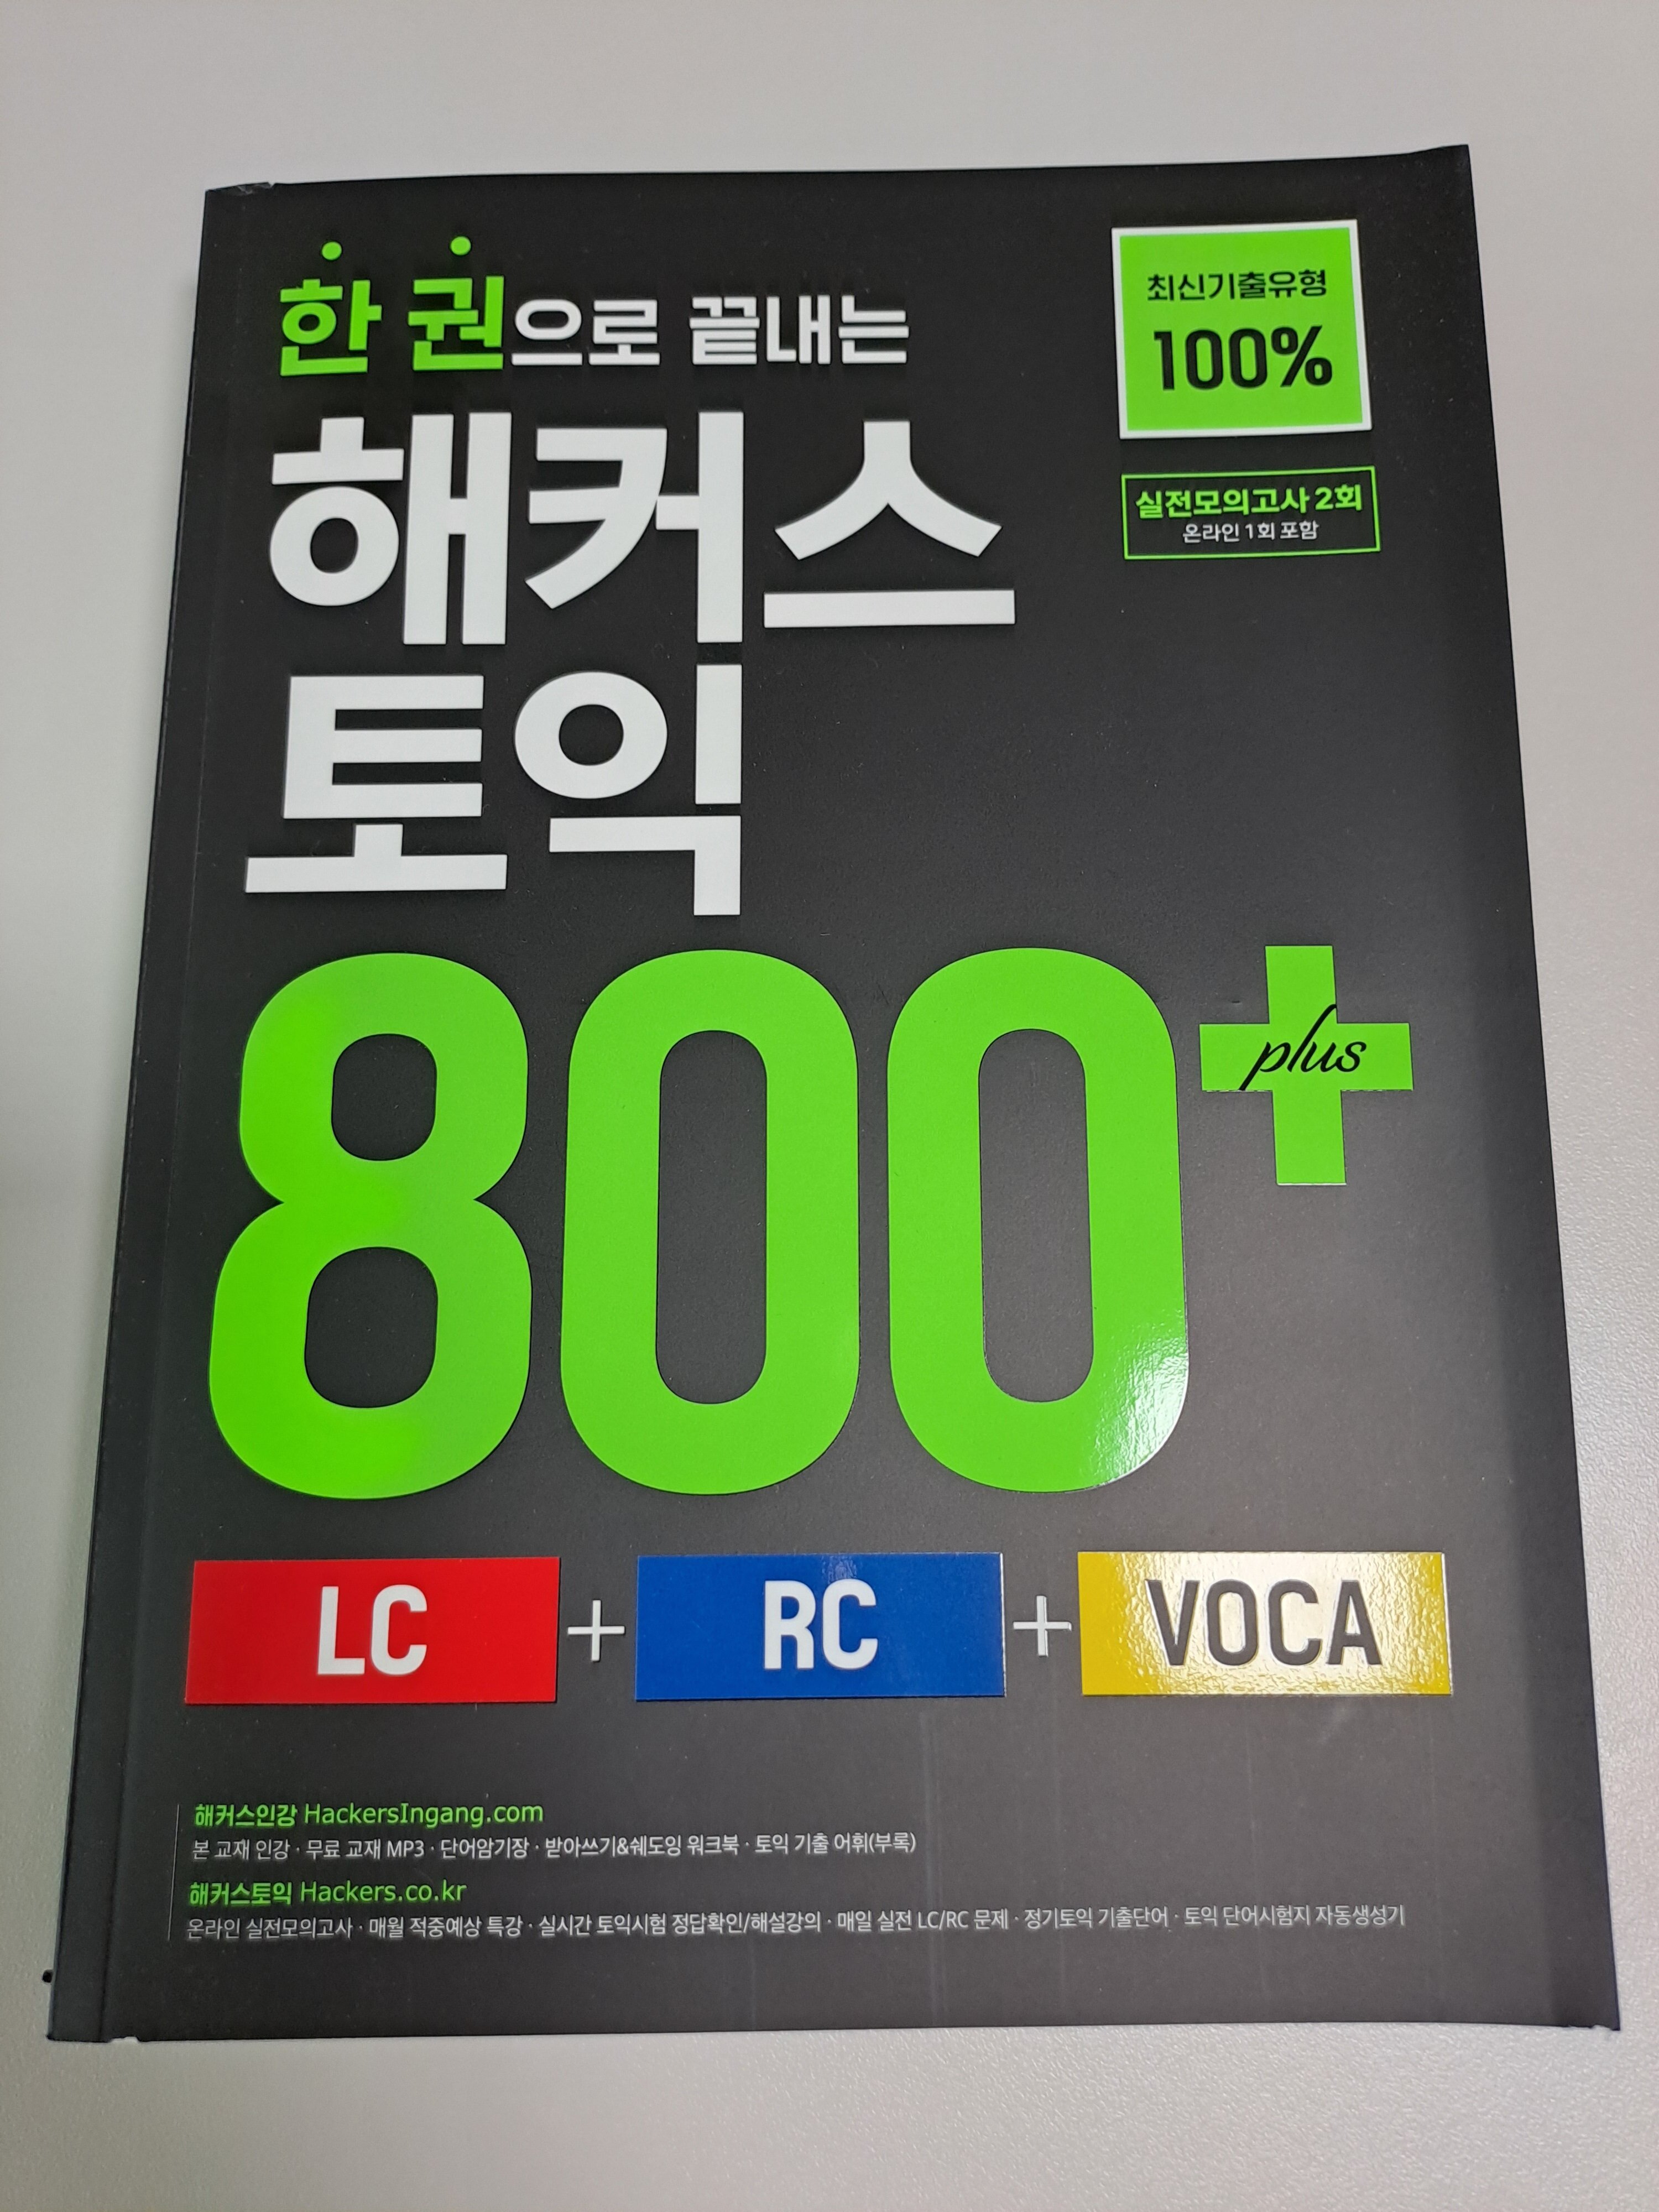 한 권으로 끝내는
최신기출유형
100%
해커스
실전모의고사 2회
온라인 1회 포함
토익
800+
plus
LC + RC + VOCA
해커스인강 HackersIngang.com
본 교재 인강 · 무료 교재 MP3 · 단어암기장 · 받아쓰기&쉐도잉 워크북 · 토익 기출 어휘(부록)
해커스토익 Hackers.co.kr
온라인 실전모의고사 · 매월 적중예상 특강 · 실시간 토익시험 정답확인/해설강의 · 매일 실전 LC/RC 문제 · 정기토익 기출단어 · 토익 단어시험지 자동생성기